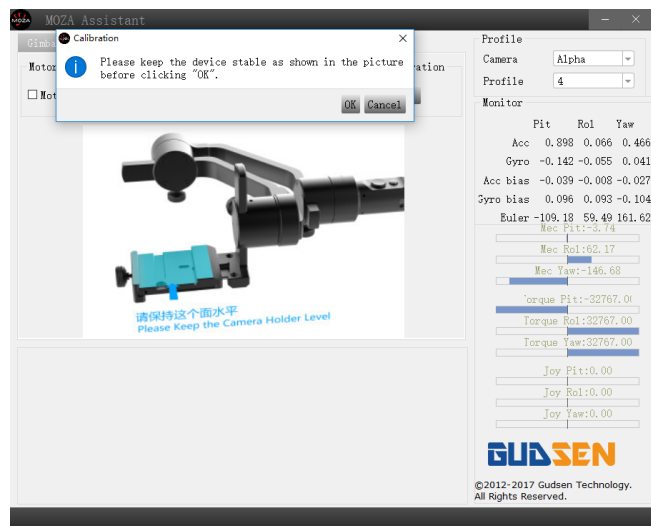 MOZA
MOZA Assistant
Calibration
Please keep the device stable as shown in the picture
before clicking "OK".
OK Cancel
请保持这个面水平
Please Keep the Camera Holder Level
Profile
Camera Alpha
Profile 4
Monitor
Pit Rol Yaw
Acc 0.898 0.066 0.466
Gyro -0.142 -0.055 0.041
Acc bias -0.039 -0.008 -0.027
Gyro bias 0.096 0.093 -0.104
Euler -109.18 59.49 161.62
Mec Pit:-3.74
Mec Rol:62.17
Mec Yaw:-146.68
Torque Pit:-32767.00
Torque Rol:32767.00
Torque Yaw:32767.00
Joy Pit:0.00
Joy Rol:0.00
Joy Yaw:0.00
GUDSEN
©2012-2017 Gudsen Technology.
All Rights Reserved.